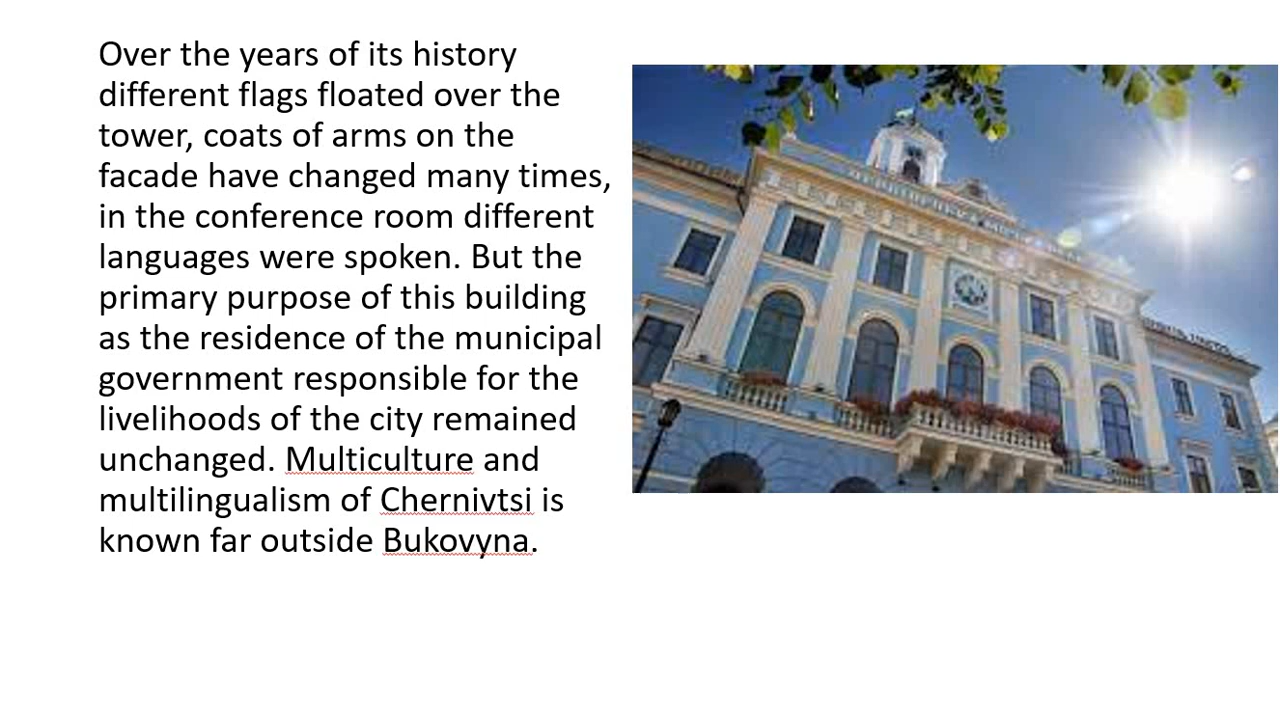 Over the years of its history
different flags floated over the
tower, coats of arms on the
facade have changed many times,
in the conference room different
languages were spoken. But the
primary purpose of this building
as the residence of the municipal
government responsible for the
livelihoods of the city remained
unchanged. Multiculture and
multilingualism of Chernivtsi is
known far outside Bukovyna.